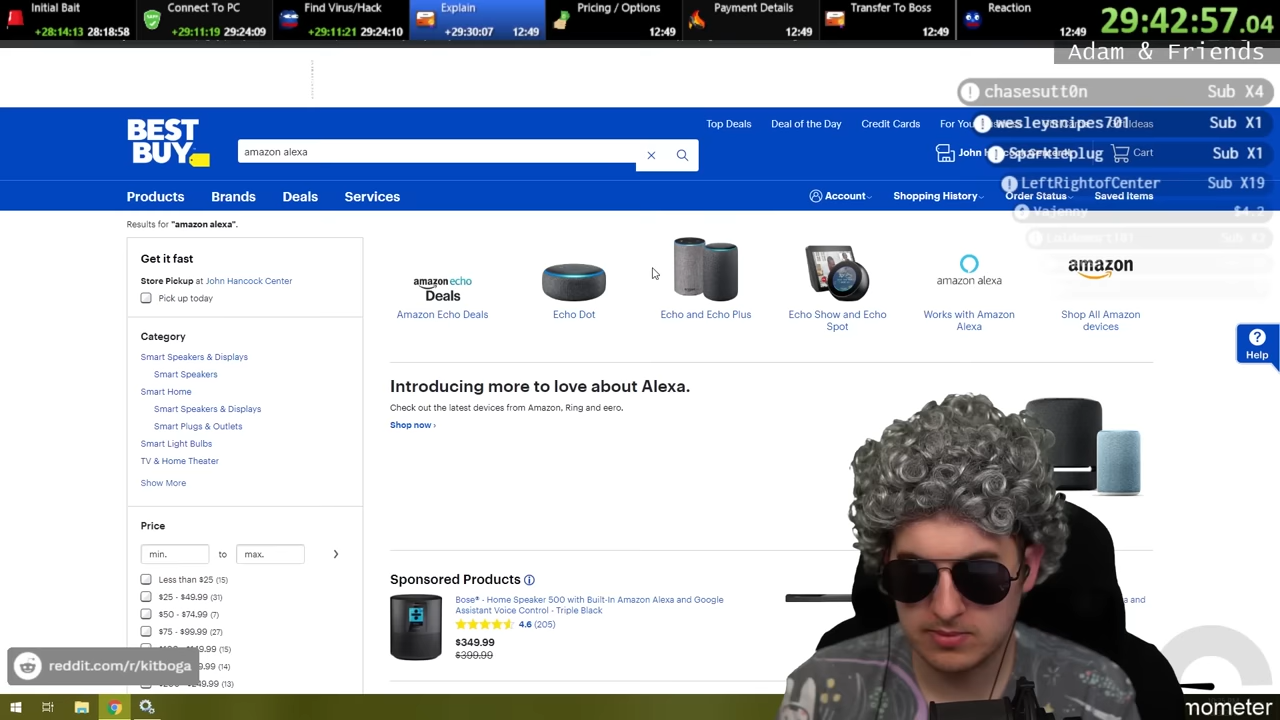 Initial Bait
+28:14:13 28:18:58
Connect To PC
+29:11:19 29:24:09
Find Virus/Hack
+29:11:21 29:24:10
Explain
+29:30:07 12:49
Pricing / Options
12:49
Payment Details
12:49
Transfer To Boss
12:49
Reaction
12:49
29:42:57.04
Adam & Friends
chasesutt0n Sub X4
wesleysnipes701 Sub X1
Sparkleplug Sub X1
LeftRightofCenter Sub X19
Vajenny $4.2
BEST BUY
amazon alexa
Top Deals
Deal of the Day
Credit Cards
Cart
Products
Brands
Deals
Services
Account
Shopping History
Order Status
Saved Items
Results for "amazon alexa".
Get it fast
Store Pickup at John Hancock Center
Pick up today
Category
Smart Speakers & Displays
Smart Speakers
Smart Home
Smart Speakers & Displays
Smart Plugs & Outlets
Smart Light Bulbs
TV & Home Theater
Show More
Price
min. to max.
Less than $25 (15)
$25 - $49.99 (31)
$50 - $74.99 (7)
$75 - $99.99 (27)
amazon echo
Deals
Amazon Echo Deals
Echo Dot
Echo and Echo Plus
Echo Show and Echo
Spot
amazon alexa
Works with Amazon
Alexa
amazon
Shop All Amazon
devices
Introducing more to love about Alexa.
Check out the latest devices from Amazon, Ring and eero.
Shop now ›
Help
Sponsored Products
Bose® - Home Speaker 500 with Built-In Amazon Alexa and Google
Assistant Voice Control - Triple Black
4.6 (205)
$349.99
$399.99
reddit.com/r/kitboga
mometer